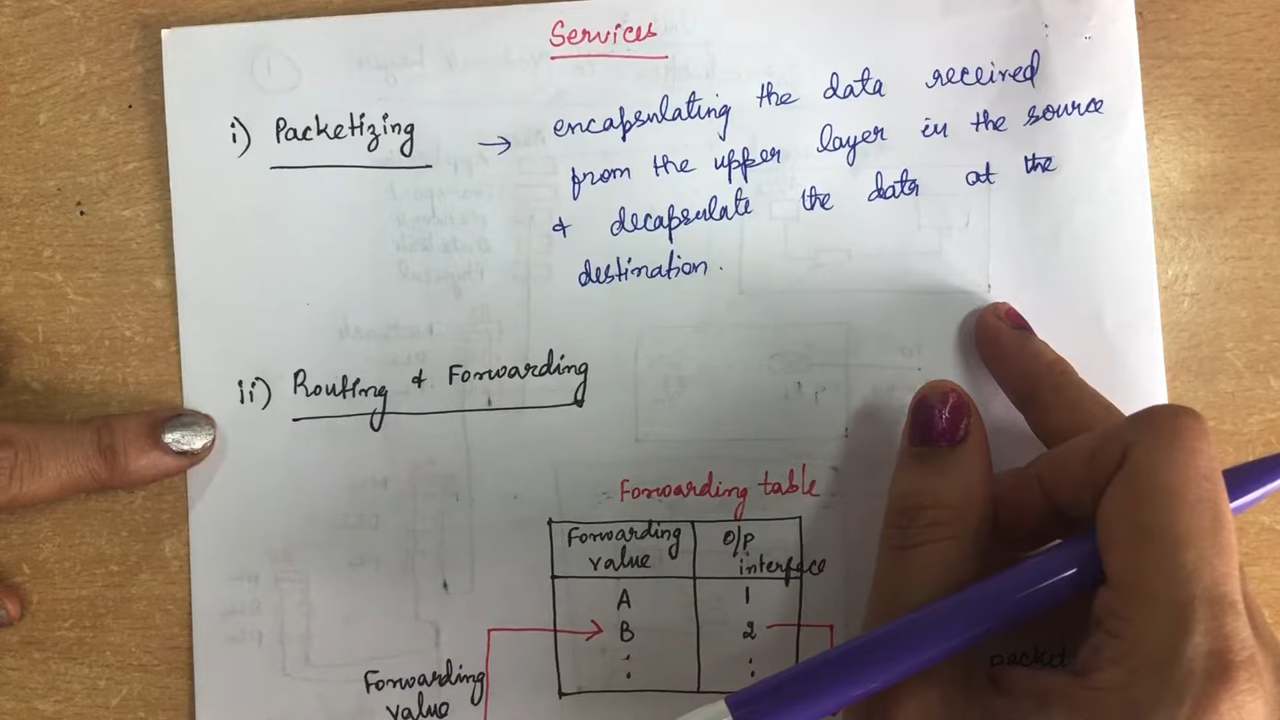 Services
i) Packetizing → encapsulating the data received
from the upper layer in the source
& decapsulate the data at the
destination.
ii) Routing & Forwarding
Forwarding table
Forwarding value
O/P interface
A 1
B 2
Forwarding
value
packet